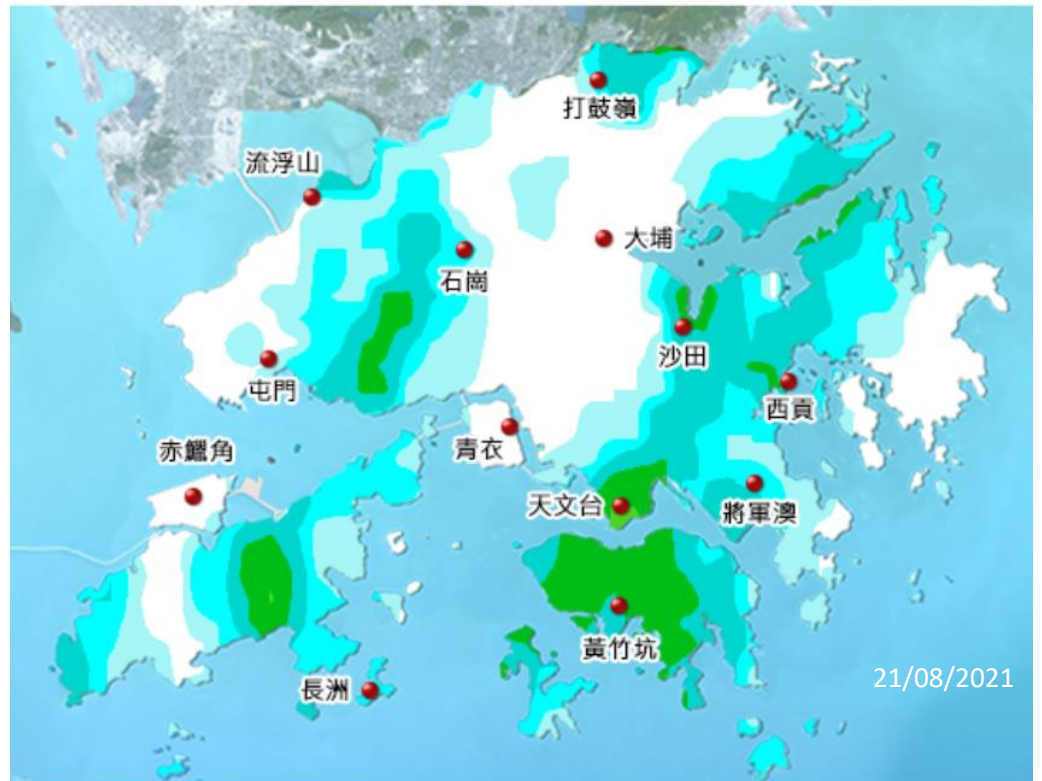 打鼓嶺
流浮山
大埔
石崗
沙田
屯門
西貢
青衣
赤鱲角
天文台
將軍澳
黃竹坑
21/08/2021
長洲